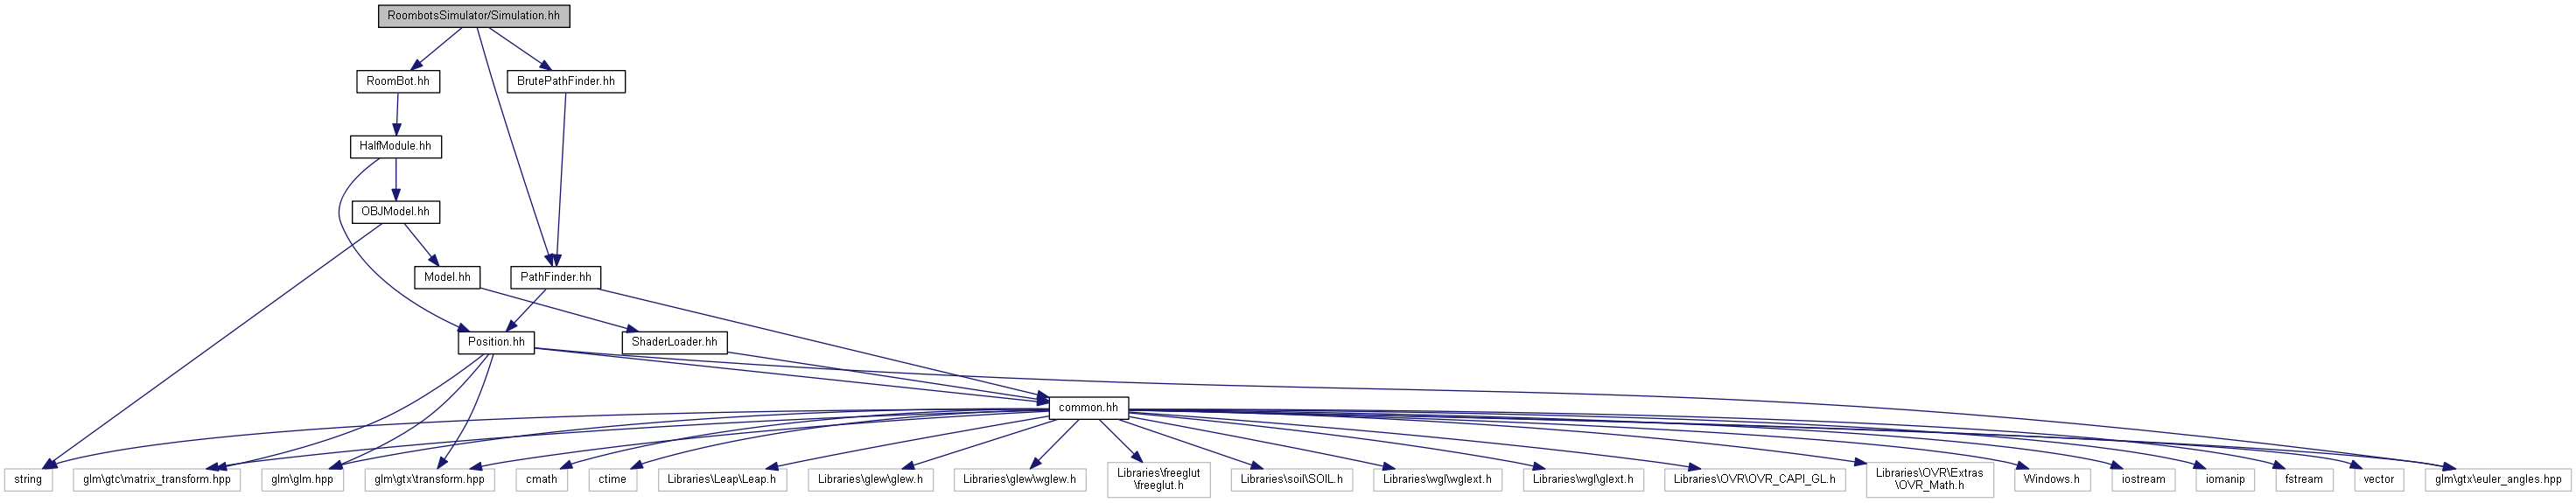 RoombotsSimulator/Simulation.hh
RoomBot.hh
BrutePathFinder.hh
HalfModule.hh
OBJModel.hh
Model.hh
PathFinder.hh
Position.hh
ShaderLoader.hh
common.hh
string
glm\gtc\matrix_transform.hpp
glm\glm.hpp
glm\gtx\transform.hpp
cmath
ctime
Libraries\Leap\Leap.h
Libraries\glew\glew.h
Libraries\glew\wglew.h
Libraries\freeglut
\freeglut.h
Libraries\soil\SOIL.h
Libraries\wgl\wglext.h
Libraries\wgl\glext.h
Libraries\OVR\OVR_CAPI_GL.h
Libraries\OVR\Extras
\OVR_Math.h
Windows.h
iostream
iomanip
fstream
vector
glm\gtx\euler_angles.hpp